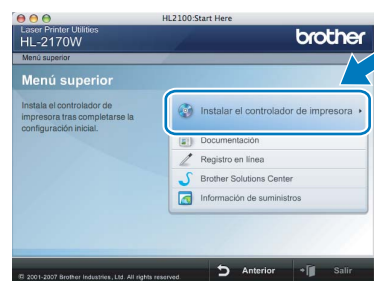 HL2100:Start Here
Laser Printer Utilities
HL-2170W
brother
Menú superior
Menú superior
Instala el controlador de
impresora tras completarse la
configuración inicial.
Instalar el controlador de impresora
Documentación
Registro en línea
Brother Solutions Center
Información de suministros
© 2001-2007 Brother Industries, Ltd. All rights reserved.
Anterior
Salir